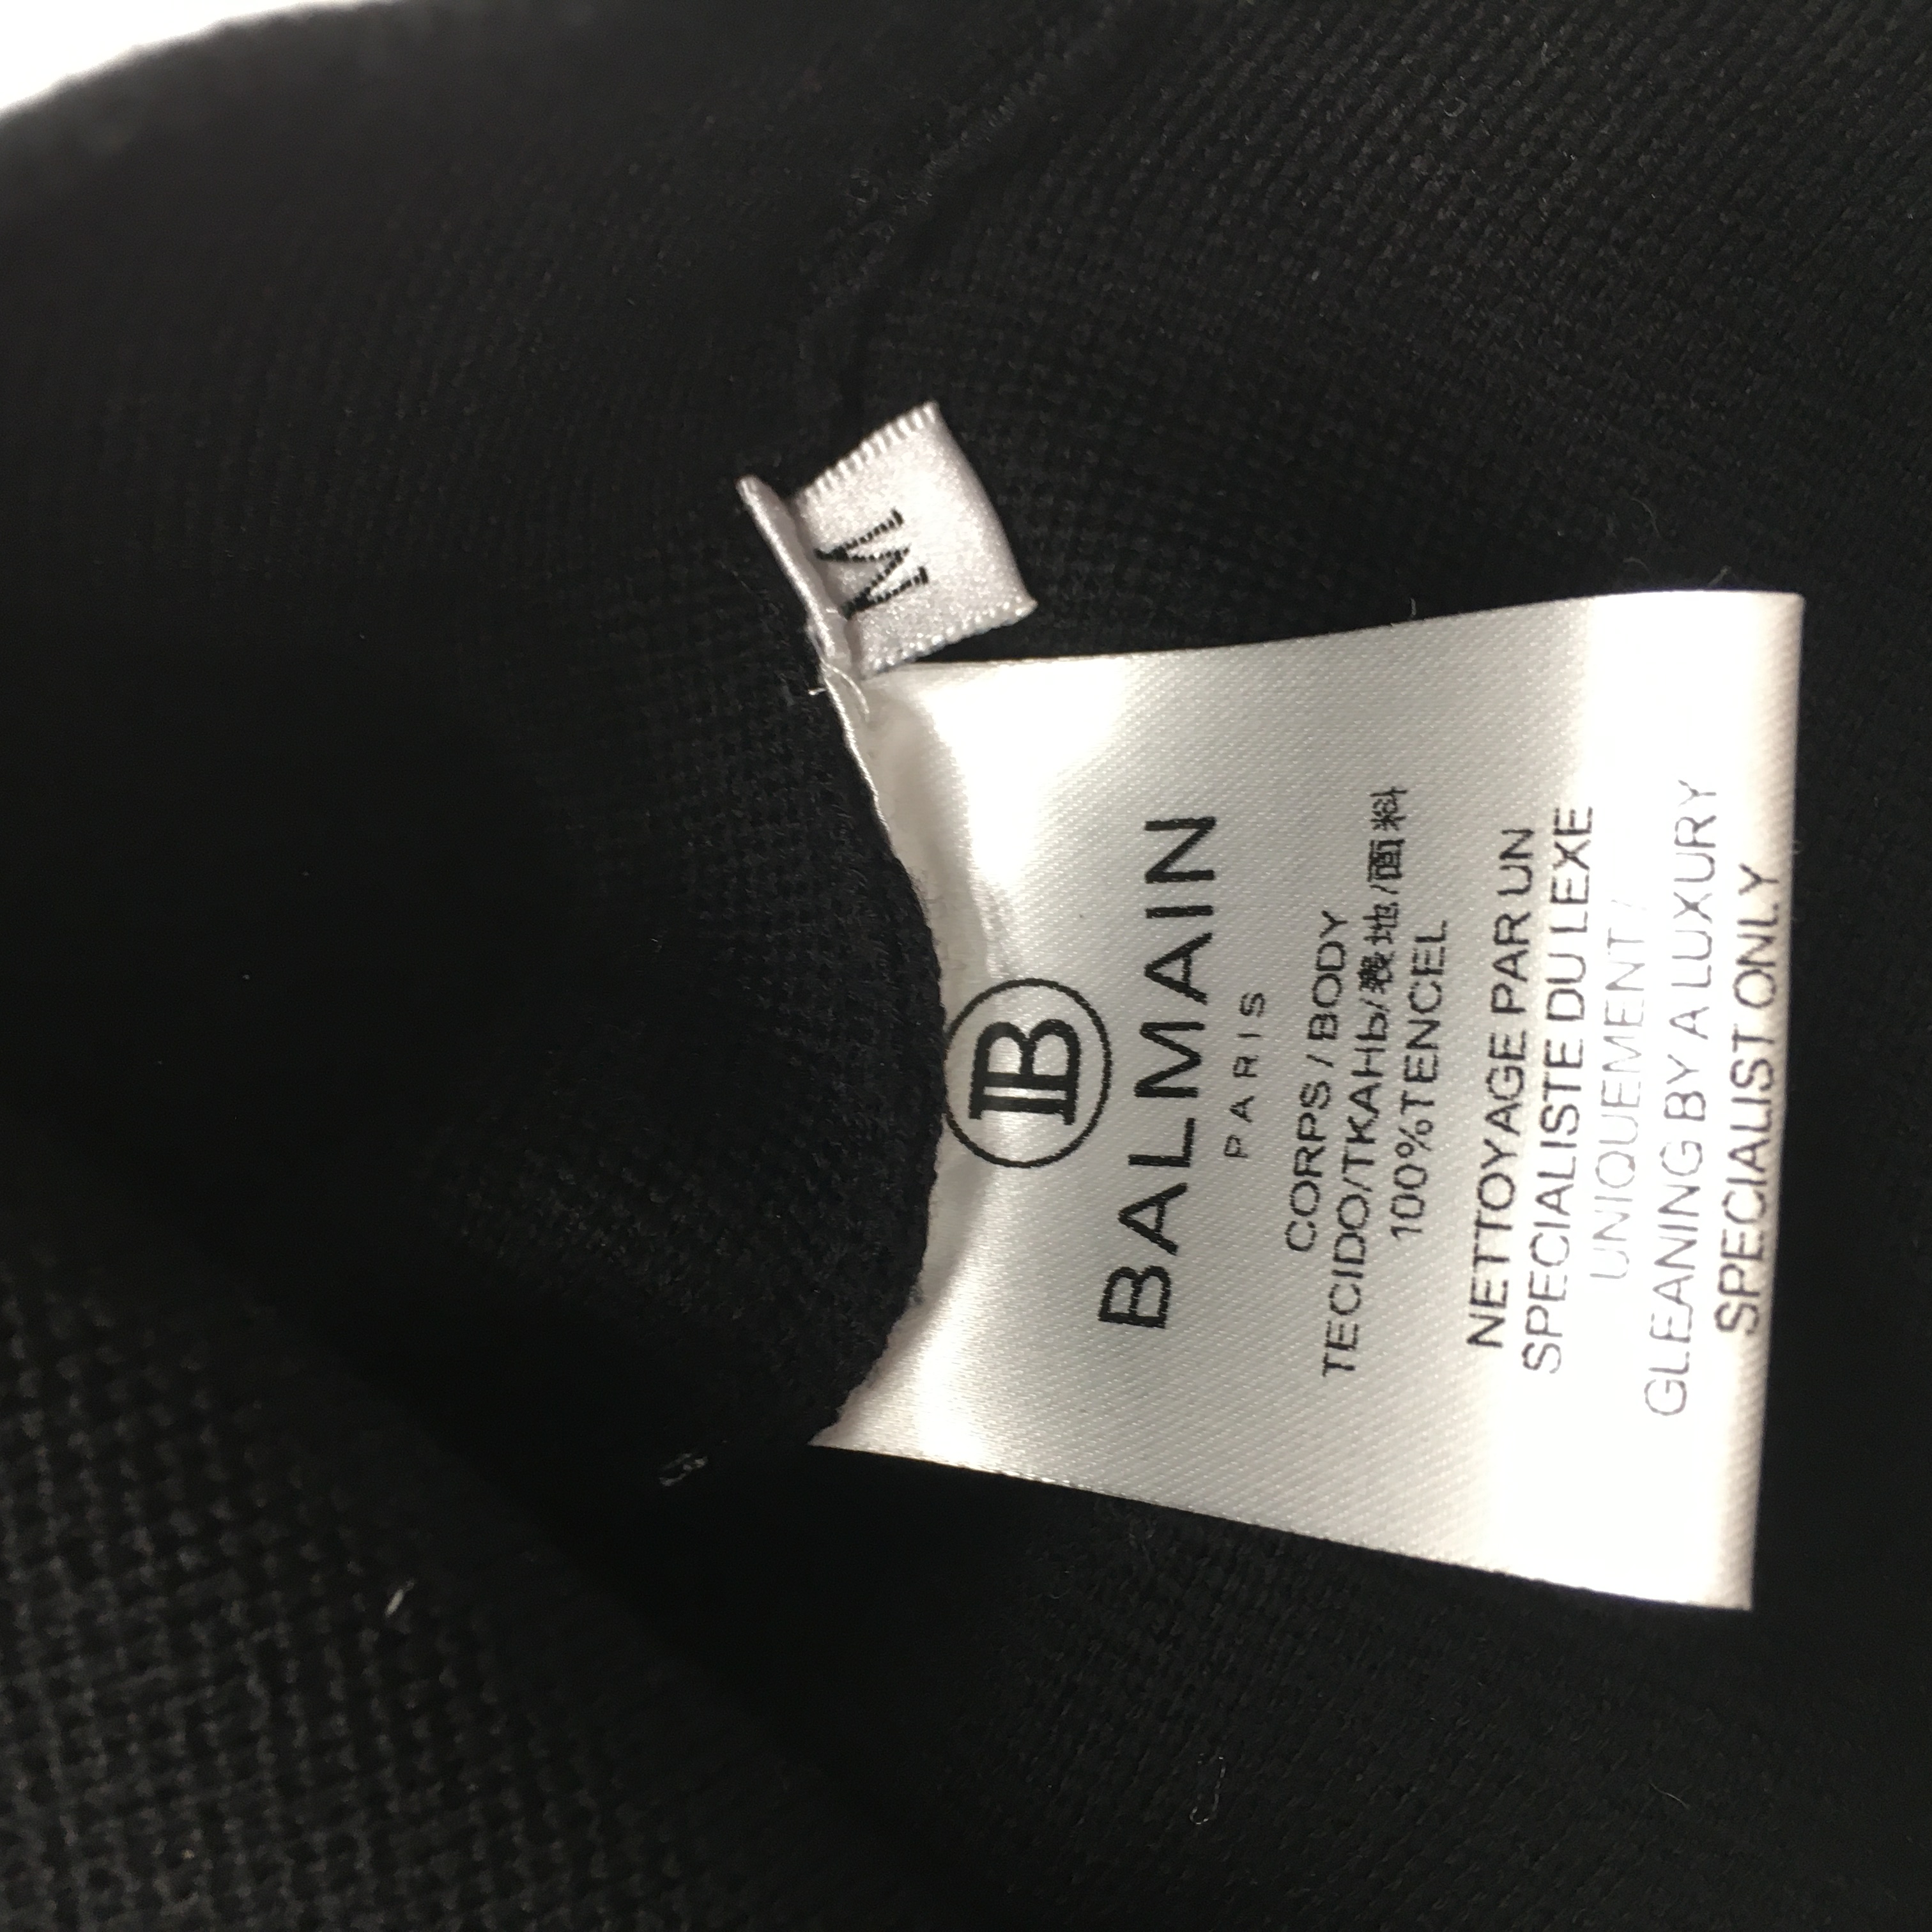 M
B
BALMAIN
PARIS
CORPS / BODY
TECIDO/ТКАНЬ/表地/面料
100%TENCEL
NETTOYAGE PAR UN
SPECIALISTE DU LEXE
UNIQUEMENT /
GLEANING BY A LUXURY
SPECIALIST ONLY